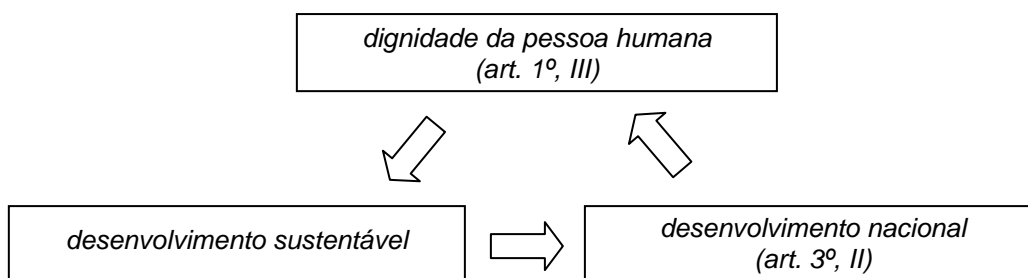 dignidade da pessoa humana
(art. 1º, III)
desenvolvimento sustentável
desenvolvimento nacional
(art. 3º, II)